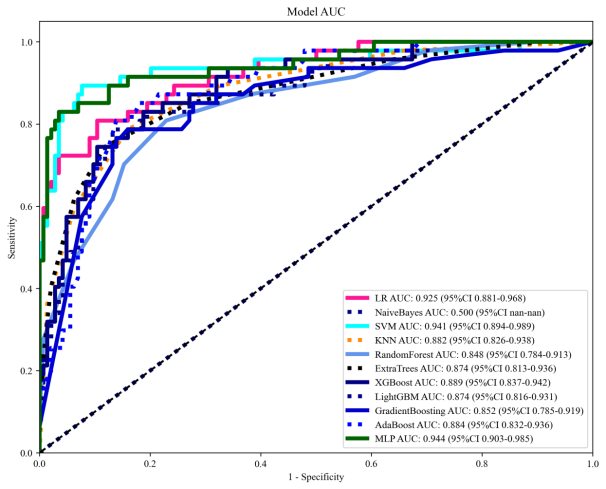 Model AUC
1.0
0.8
0.6
0.4
0.2
0.0
Sensitivity
LR AUC: 0.925 (95%CI 0.881-0.968)
NaiveBayes AUC: 0.500 (95%CI nan-nan)
SVM AUC: 0.941 (95%CI 0.894-0.989)
KNN AUC: 0.882 (95%CI 0.826-0.938)
RandomForest AUC: 0.848 (95%CI 0.784-0.913)
ExtraTrees AUC: 0.874 (95%CI 0.813-0.936)
XGBoost AUC: 0.889 (95%CI 0.837-0.942)
LightGBM AUC: 0.874 (95%CI 0.816-0.931)
GradientBoosting AUC: 0.852 (95%CI 0.785-0.919)
AdaBoost AUC: 0.884 (95%CI 0.832-0.936)
MLP AUC: 0.944 (95%CI 0.903-0.985)
0.0 0.2 0.4 0.6 0.8 1.0
1 - Specificity